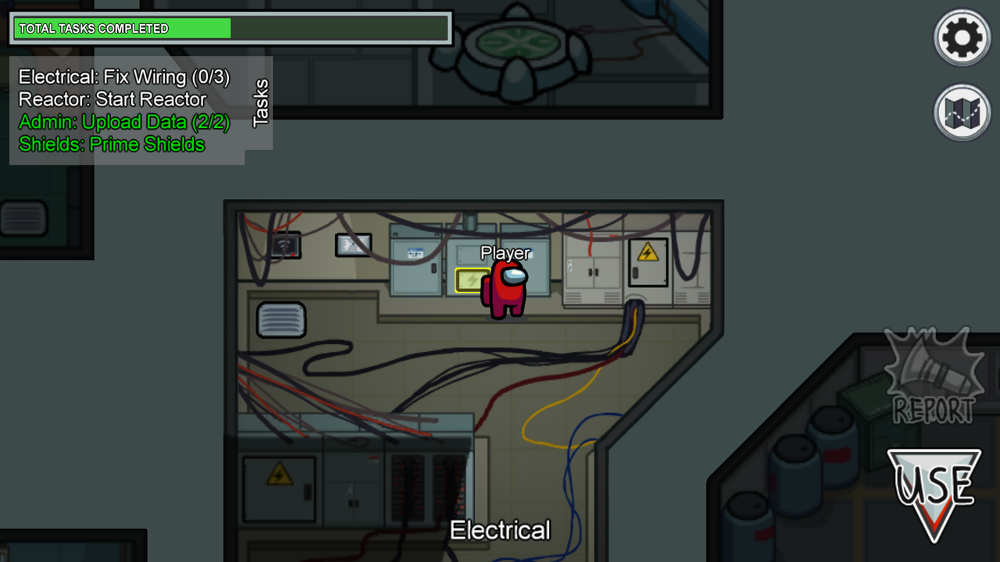 TOTAL TASKS COMPLETED
Electrical: Fix Wiring (0/3)
Reactor: Start Reactor
Admin: Upload Data (2/2)
Shields: Prime Shields
Tasks
Player
REPORT
USE
Electrical